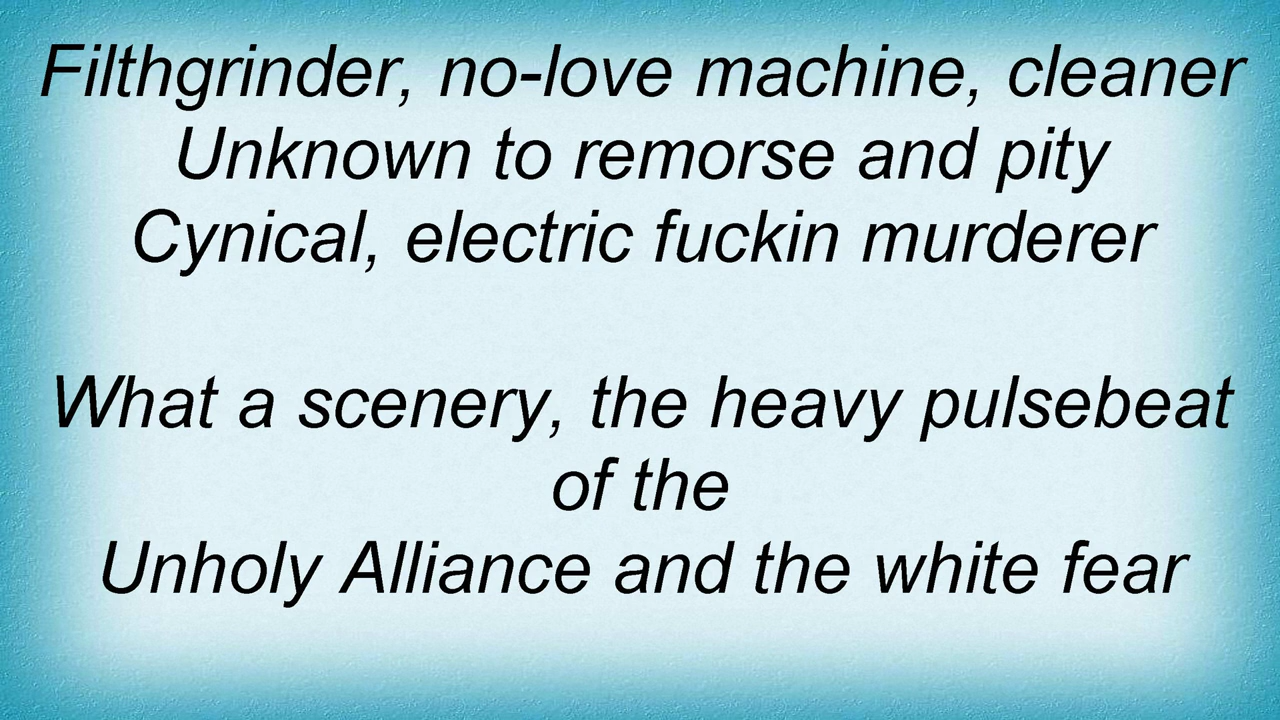 Filthgrinder, no-love machine, cleaner
Unknown to remorse and pity
Cynical, electric fuckin murderer
What a scenery, the heavy pulsebeat
of the
Unholy Alliance and the white fear